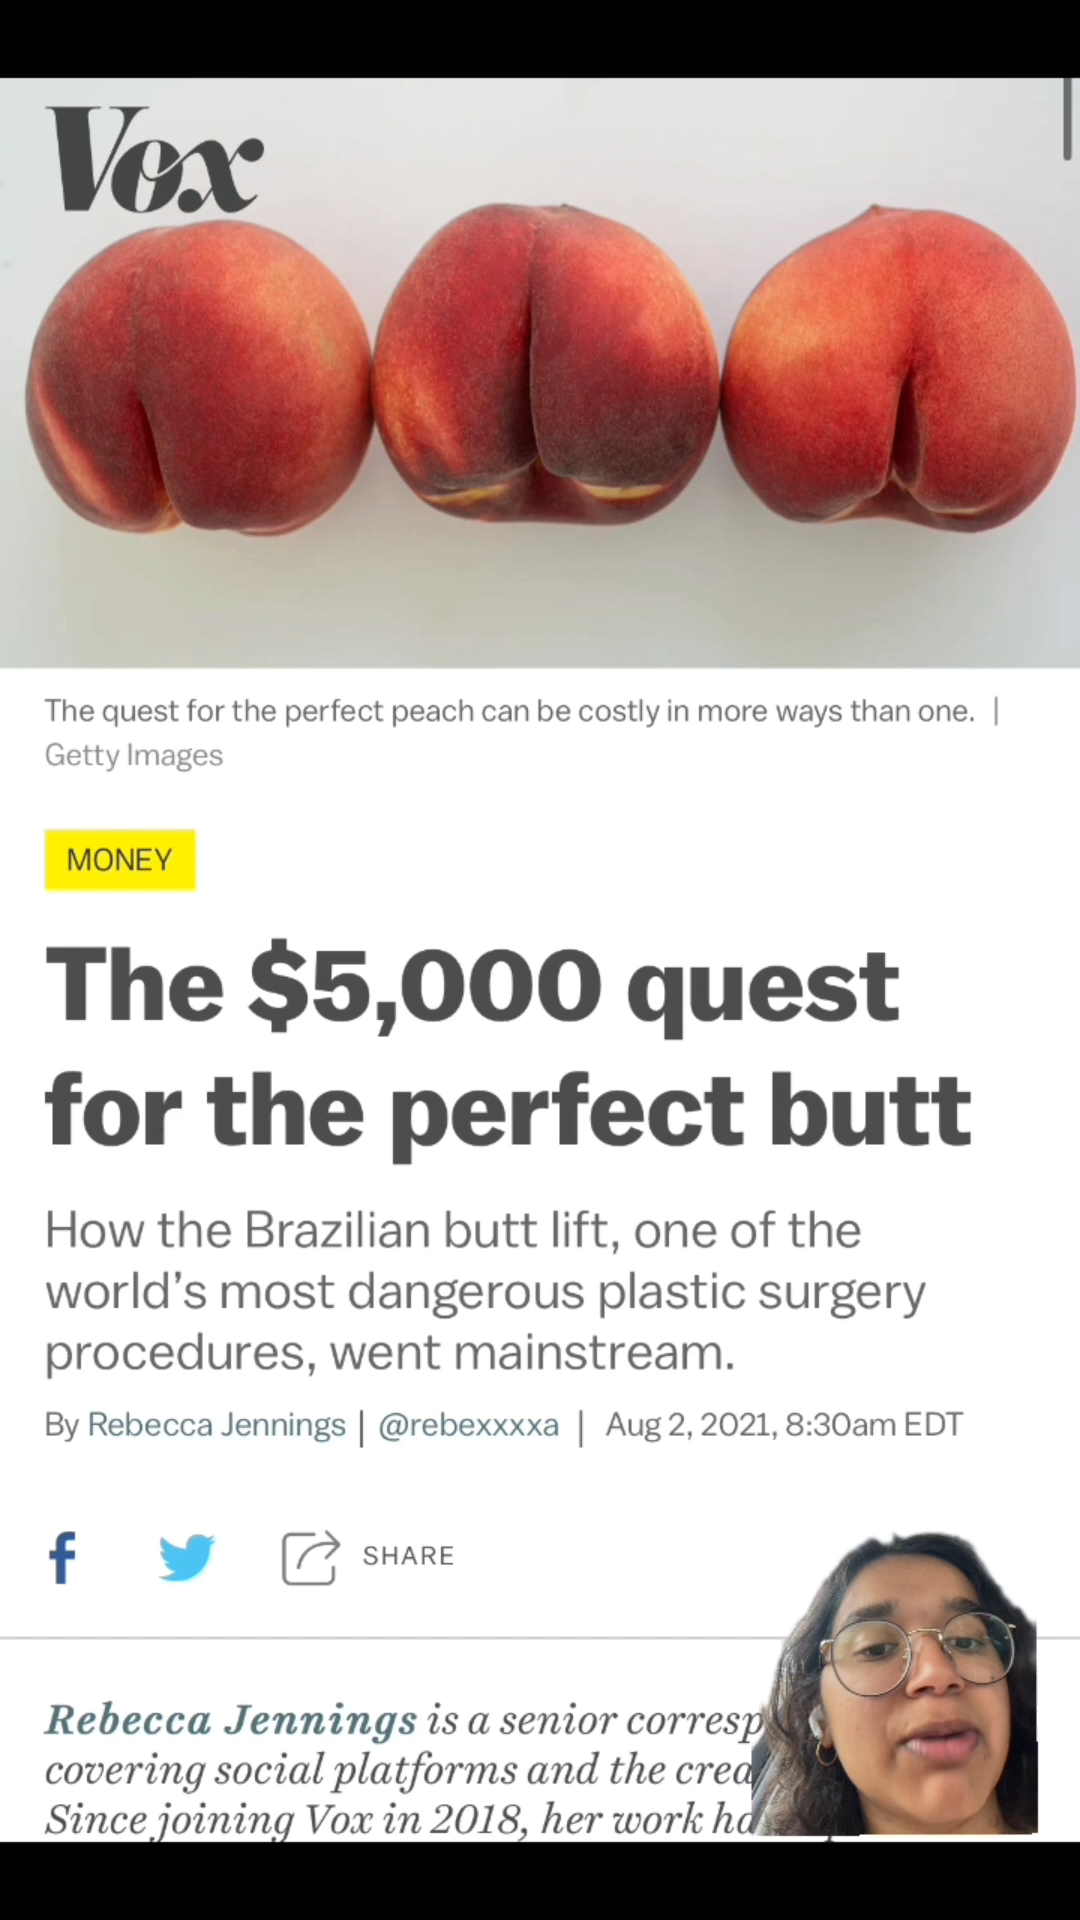 Vox
The quest for the perfect peach can be costly in more ways than one. |
Getty Images
MONEY
The $5,000 quest
for the perfect butt
How the Brazilian butt lift, one of the
world's most dangerous plastic surgery
procedures, went mainstream.
By Rebecca Jennings | @rebexxxxa | Aug 2, 2021, 8:30am EDT
f
SHARE
Rebecca Jennings is a senior corresp
covering social platforms and the crea
Since joining Vox in 2018, her work ha